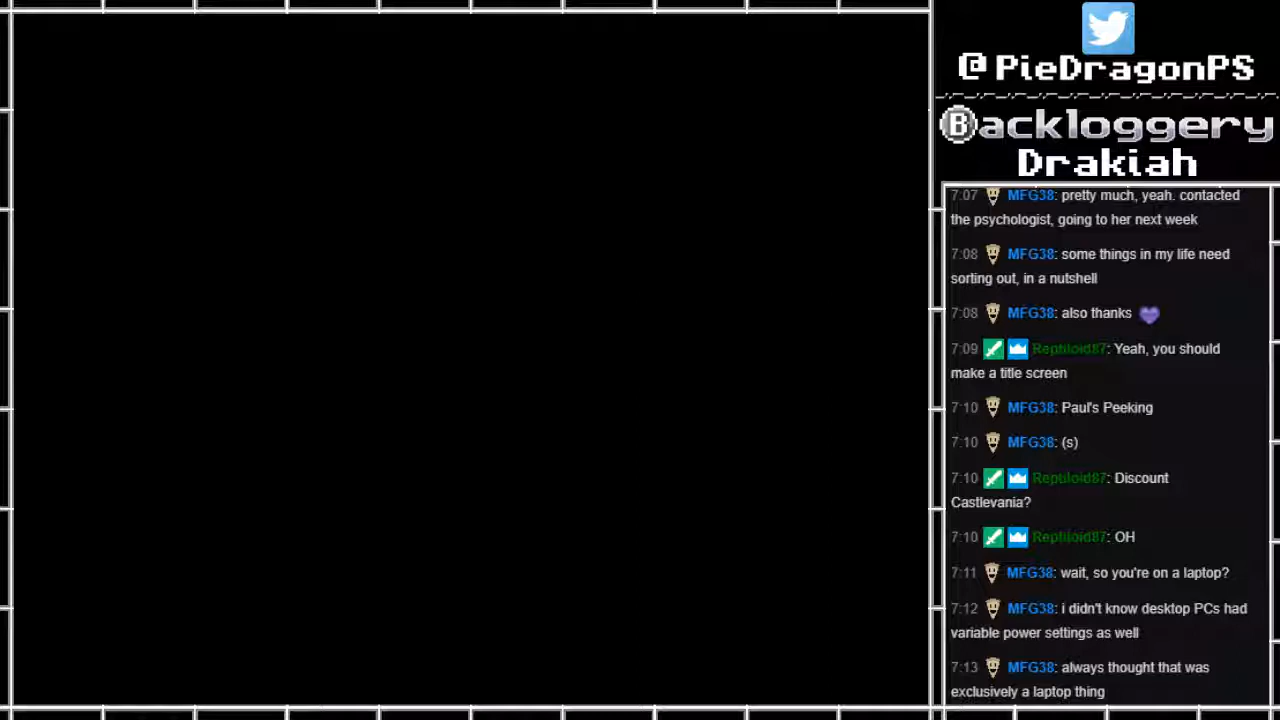 @PieDragonPS
Backloggery
Drakiah
7:07 MFG38: pretty much, yeah. contacted
the psychologist, going to her next week
7:08 MFG38: some things in my life need
sorting out, in a nutshell
7:08 MFG38: also thanks
7:09 Reptiloid87: Yeah, you should
make a title screen
7:10 MFG38: Paul's Peeking
7:10 MFG38: (s)
7:10 Reptiloid87: Discount
Castlevania?
7:10 Reptiloid87: OH
7:11 MFG38: wait, so you're on a laptop?
7:12 MFG38: i didn't know desktop PCs had
variable power settings as well
7:13 MFG38: always thought that was
exclusively a laptop thing